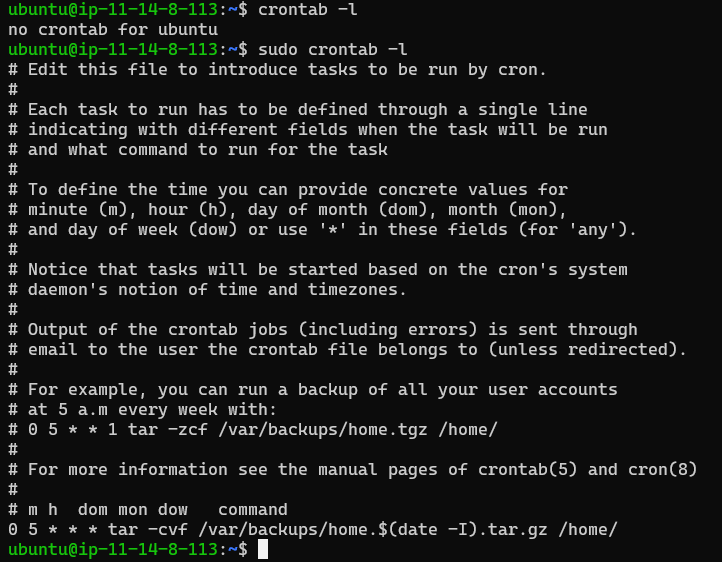 ubuntu@ip-11-14-8-113:~$ crontab -l
no crontab for ubuntu
ubuntu@ip-11-14-8-113:~$ sudo crontab -l
# Edit this file to introduce tasks to be run by cron.
#
# Each task to run has to be defined through a single line
# indicating with different fields when the task will be run
# and what command to run for the task
#
# To define the time you can provide concrete values for
# minute (m), hour (h), day of month (dom), month (mon),
# and day of week (dow) or use '*' in these fields (for 'any').
#
# Notice that tasks will be started based on the cron's system
# daemon's notion of time and timezones.
#
# Output of the crontab jobs (including errors) is sent through
# email to the user the crontab file belongs to (unless redirected).
#
# For example, you can run a backup of all your user accounts
# at 5 a.m every week with:
# 0 5 * * 1 tar -zcf /var/backups/home.tgz /home/
#
# For more information see the manual pages of crontab(5) and cron(8)
#
# m h  dom mon dow   command
0 5 * * * tar -cvf /var/backups/home.$(date -I).tar.gz /home/
ubuntu@ip-11-14-8-113:~$